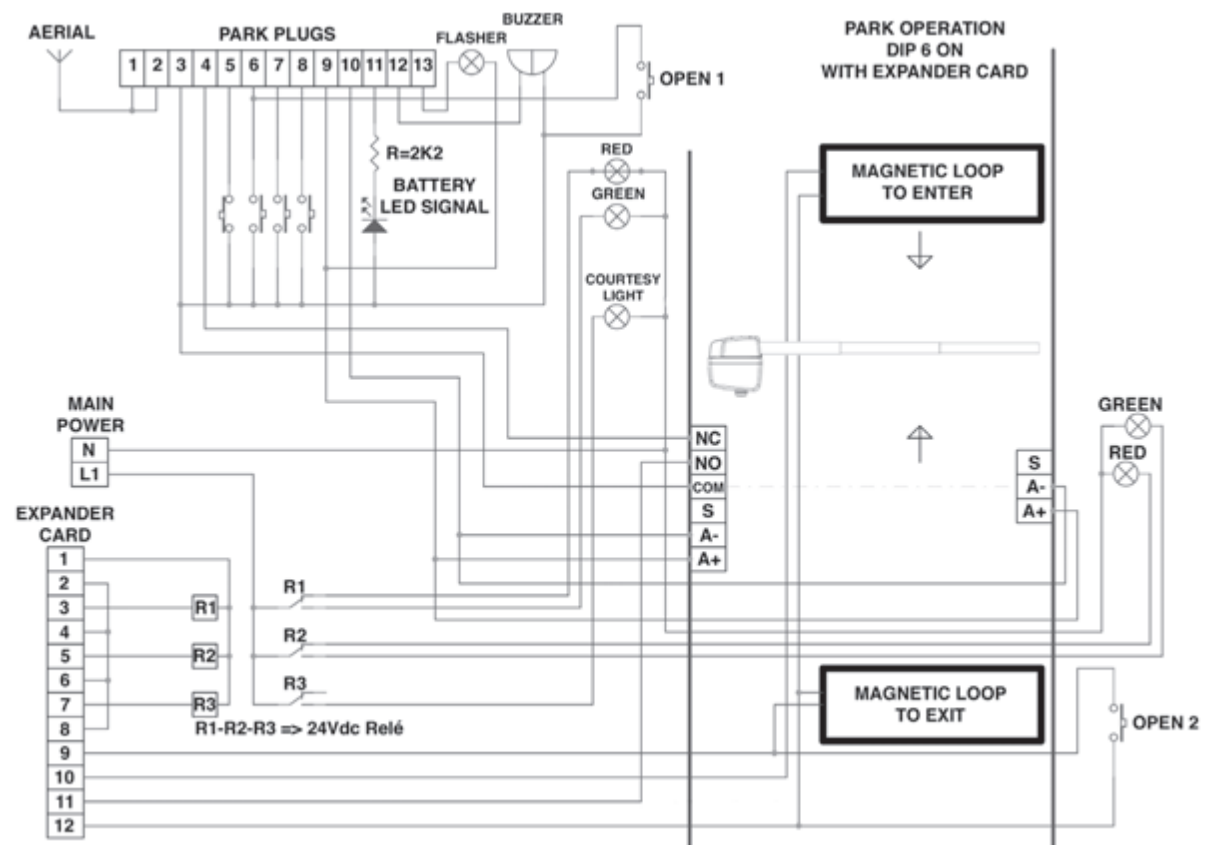 AERIAL
PARK PLUGS
1 2 3 4 5 6 7 8 9 10 11 12 13
FLASHER
BUZZER
OPEN 1
PARK OPERATION
DIP 6 ON
WITH EXPANDER CARD
R=2K2
BATTERY
LED SIGNAL
RED
GREEN
COURTESY
LIGHT
MAGNETIC LOOP
TO ENTER
MAIN
POWER
N
L1
NC
NO
COM
S
A-
A+
S
A-
A+
GREEN
RED
EXPANDER
CARD
1
2
3
4
5
6
7
8
9
10
11
12
R1
R2
R3
R1
R2
R3
R1-R2-R3 => 24Vdc Relé
MAGNETIC LOOP
TO EXIT
OPEN 2